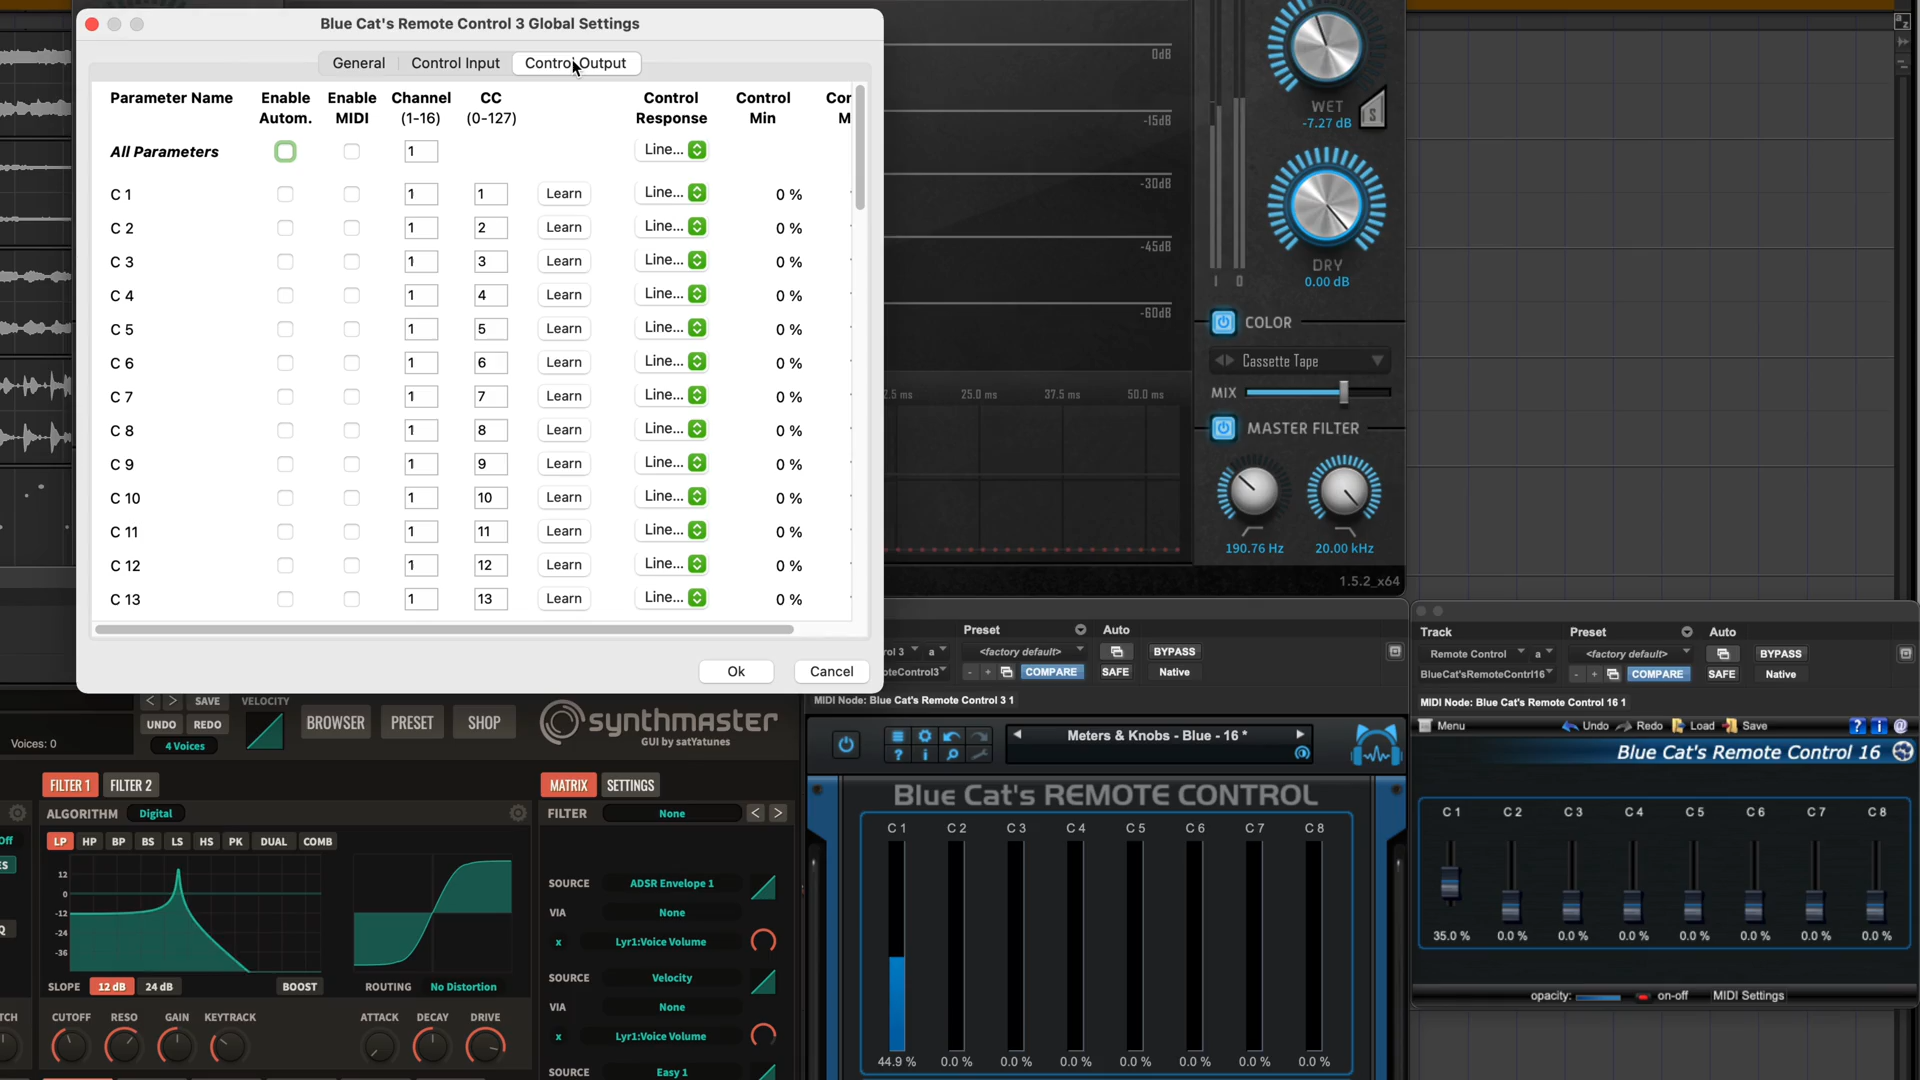 Blue Cat's Remote Control 3 Global Settings
General Control Input Control Output
Parameter Name Enable Autom. Enable MIDI Channel (1-16) CC (0-127) Control Response Control Min
All Parameters 1 Line...
C 1 1 1 Learn Line... 0 %
C 2 1 2 Learn Line... 0 %
C 3 1 3 Learn Line... 0 %
C 4 1 4 Learn Line... 0 %
C 5 1 5 Learn Line... 0 %
C 6 1 6 Learn Line... 0 %
C 7 1 7 Learn Line... 0 %
C 8 1 8 Learn Line... 0 %
C 9 1 9 Learn Line... 0 %
C 10 1 10 Learn Line... 0 %
C 11 1 11 Learn Line... 0 %
C 12 1 12 Learn Line... 0 %
C 13 1 13 Learn Line... 0 %
Ok Cancel
0dB
-15dB
-30dB
-45dB
-60dB
25.0 ms 37.5 ms 50.0 ms
WET
-7.27 dB
DRY
0.00 dB
I O
COLOR
Cassette Tape
MIX
MASTER FILTER
190.76 Hz 20.00 kHz
1.5.2_x64
Preset Auto
<factory default> BYPASS
- + COMPARE SAFE Native
MIDI Node: Blue Cat's Remote Control 3 1
Meters & Knobs - Blue - 16 *
Blue Cat's REMOTE CONTROL
C 1 C 2 C 3 C 4 C 5 C 6 C 7 C 8
44.9 % 0.0 % 0.0 % 0.0 % 0.0 % 0.0 % 0.0 % 0.0 %
Track Preset Auto
Remote Control a <factory default> BYPASS
BlueCat'sRemoteContrl16 - + COMPARE SAFE Native
MIDI Node: Blue Cat's Remote Control 16 1
Menu Undo Redo Load Save ? i @
Blue Cat's Remote Control 16
C 1 C 2 C 3 C 4 C 5 C 6 C 7 C 8
35.0 % 0.0 % 0.0 % 0.0 % 0.0 % 0.0 % 0.0 % 0.0 %
opacity: on-off MIDI Settings
< > SAVE VELOCITY
UNDO REDO
Voices: 0 4 Voices
BROWSER PRESET SHOP
synthmaster
GUI by satYatunes
FILTER 1 FILTER 2
ALGORITHM Digital
LP HP BP BS LS HS PK DUAL COMB
12
0
-12
-24
-36
SLOPE 12 dB 24 dB BOOST ROUTING No Distortion
CUTOFF RESO GAIN KEYTRACK ATTACK DECAY DRIVE
MATRIX SETTINGS
FILTER None < >
SOURCE ADSR Envelope 1
VIA None
x Lyr1:Voice Volume
SOURCE Velocity
VIA None
x Lyr1:Voice Volume
SOURCE Easy 1